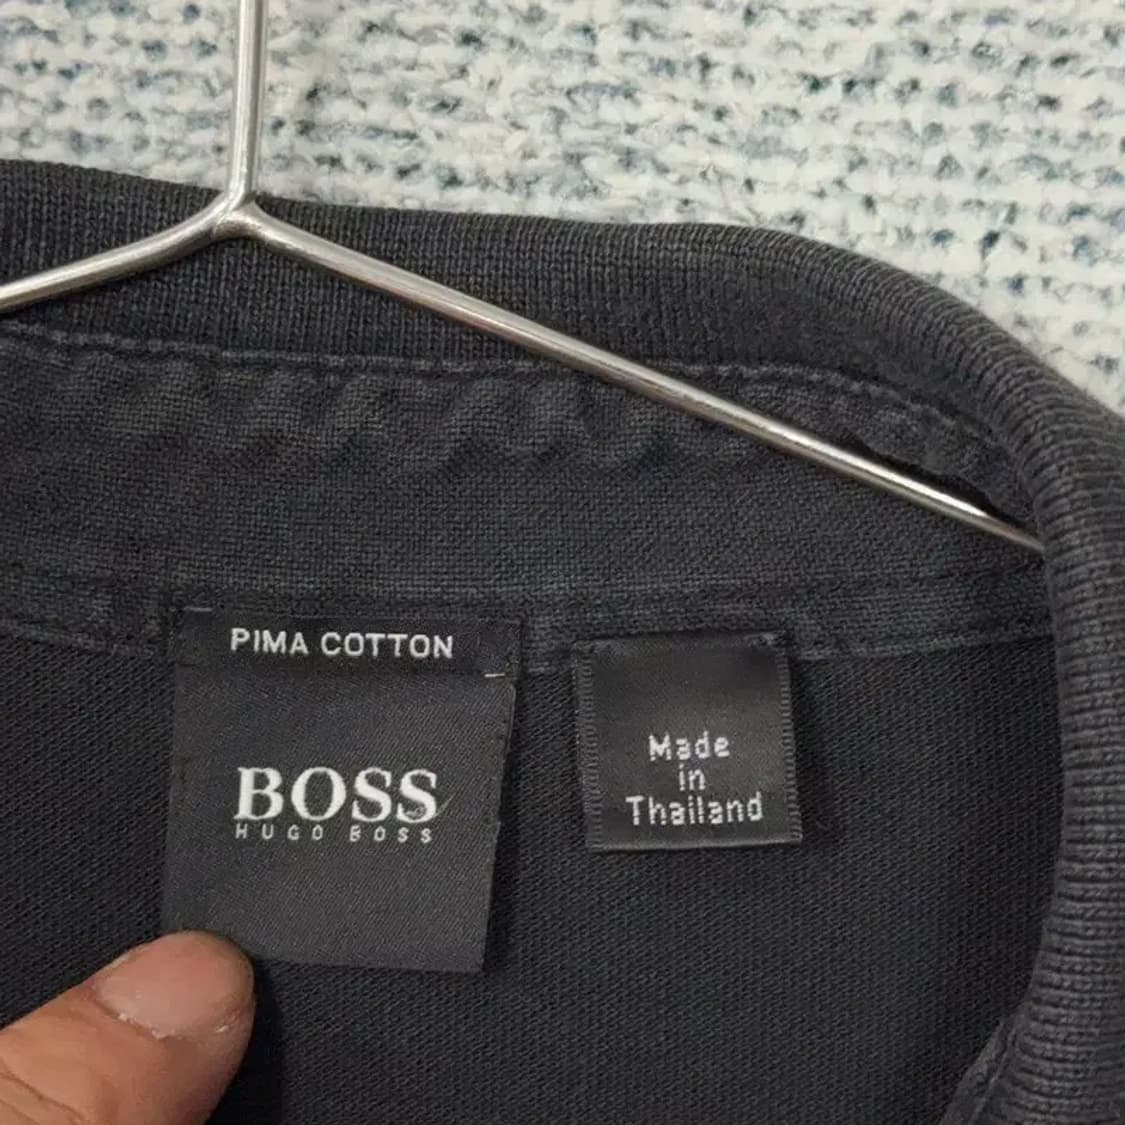 PIMA COTTON
BOSS
HUGO BOSS
Made
in
Thailand